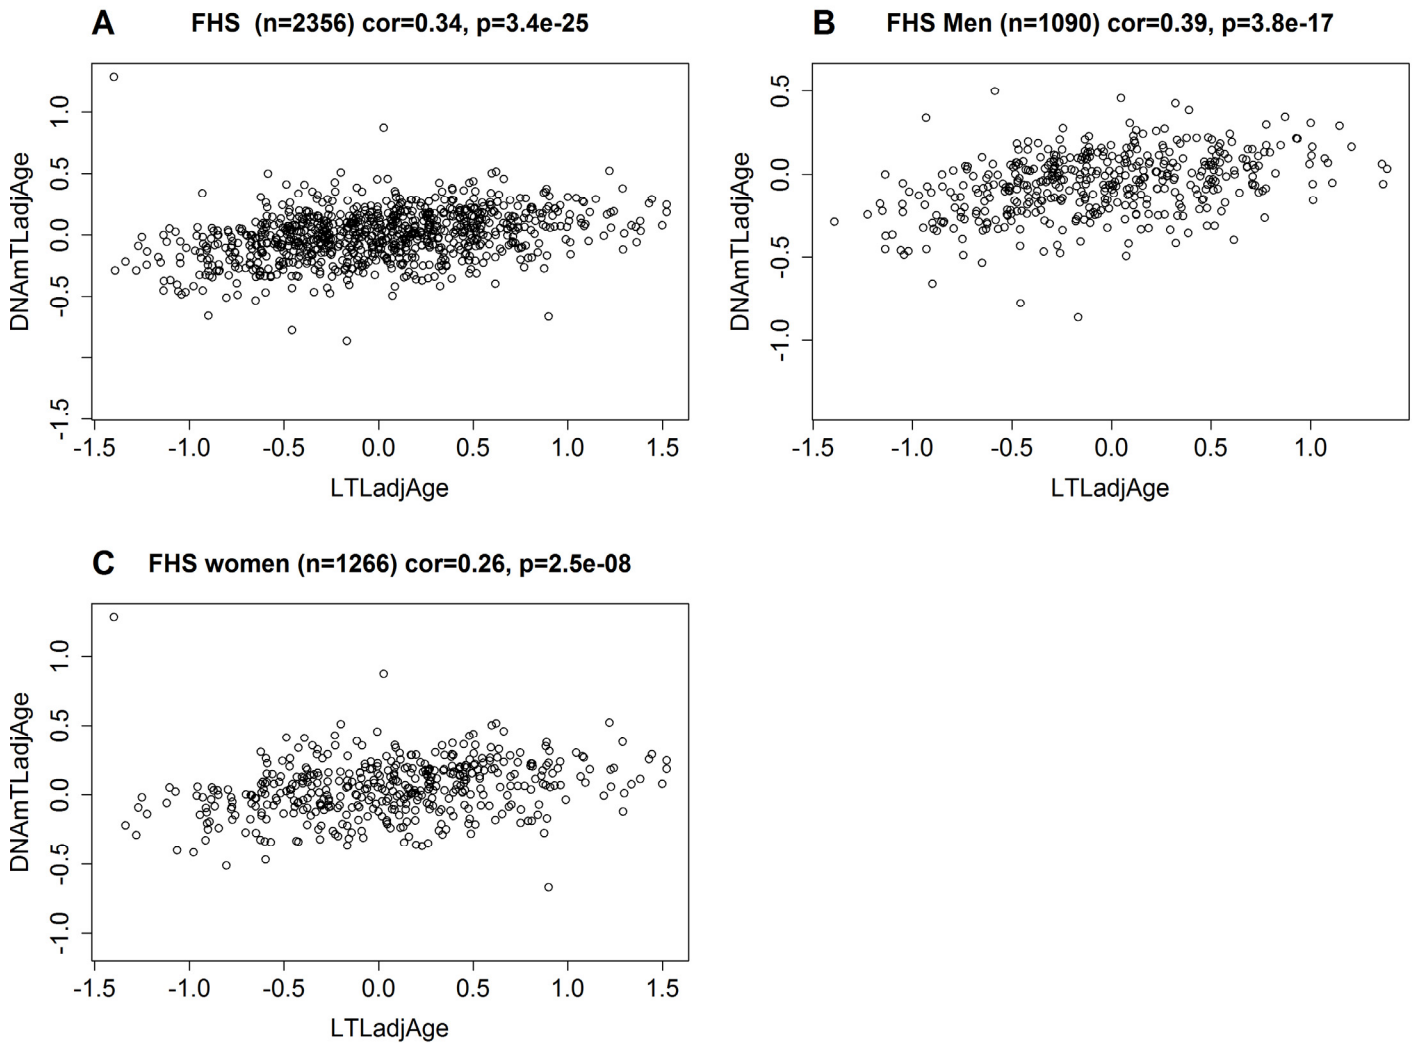 A FHS (n=2356) cor=0.34, p=3.4e-25
DNAmTLadjAge
1.0
0.5
0.0
-0.5
-1.5
-1.5 -1.0 -0.5 0.0 0.5 1.0 1.5
LTLadjAge
B FHS Men (n=1090) cor=0.39, p=3.8e-17
DNAmTLadjAge
0.5
0.0
-0.5
-1.0
-1.5 -1.0 -0.5 0.0 0.5 1.0
LTLadjAge
C FHS women (n=1266) cor=0.26, p=2.5e-08
DNAmTLadjAge
1.0
0.5
0.0
-0.5
-1.0
-1.5 -1.0 -0.5 0.0 0.5 1.0 1.5
LTLadjAge